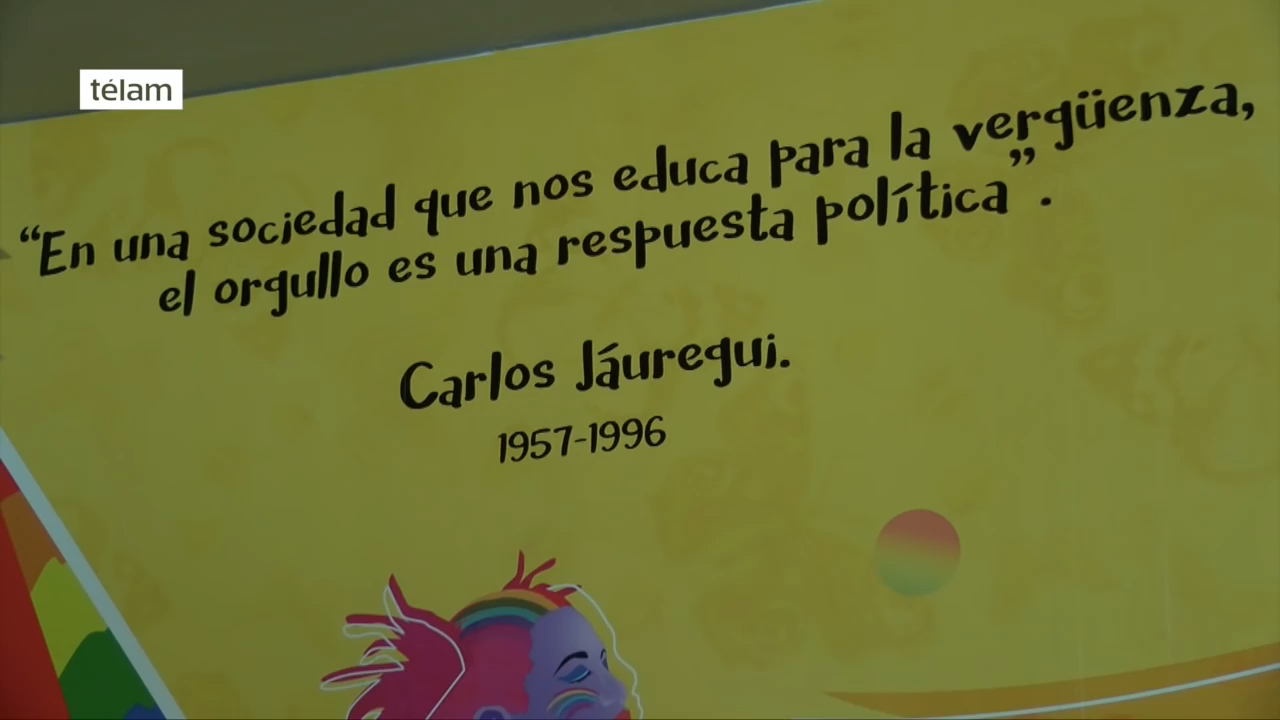 télam
“En una sociedad que nos educa para la vergüenza,
el orgullo es una respuesta política”.
Carlos Jáuregui.
1957-1996